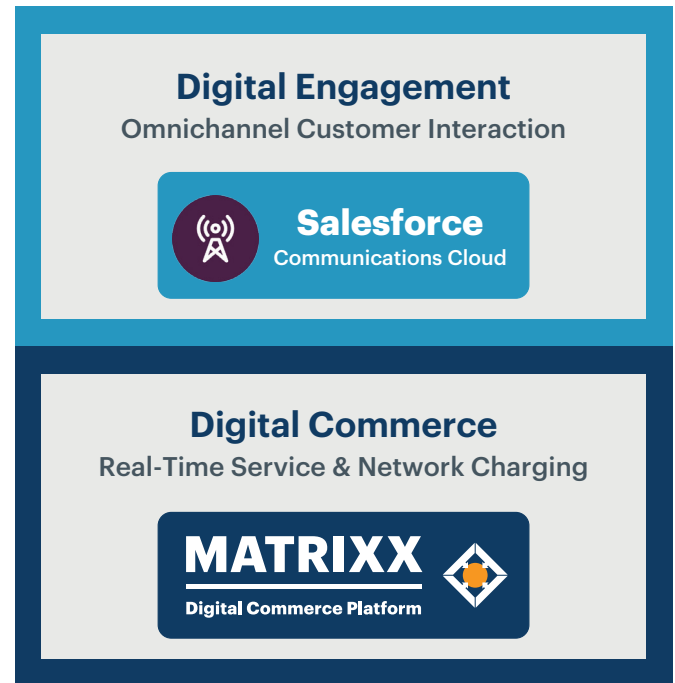 Digital Engagement
Omnichannel Customer Interaction
Salesforce
Communications Cloud
Digital Commerce
Real-Time Service & Network Charging
MATRIXX
Digital Commerce Platform